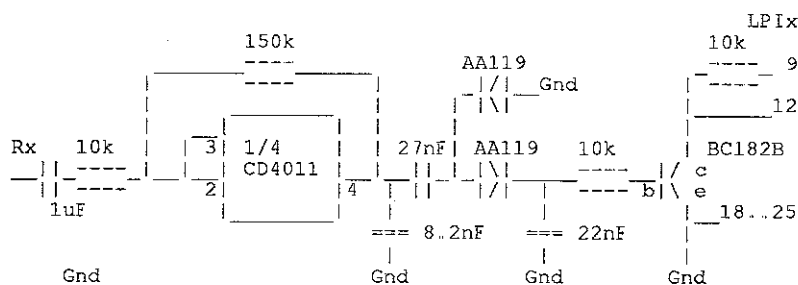 LPIx
150k 10k
AA119 9
Gnd
12
Rx 10k 3 1/4 27nF AA119 10k BC182B
CD4011 c
2 4 b e
1uF
18..25
8.2nF 22nF
Gnd Gnd Gnd Gnd